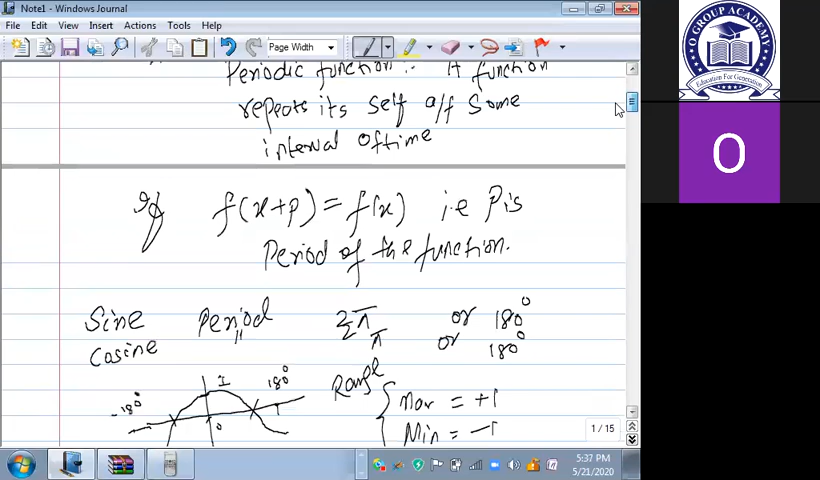 Note1 - Windows Journal
File Edit View Insert Actions Tools Help
Page Width
Periodic function :- A function
repeats its self a/f some
interval of time
If f(x+p) = f(x) i.e P is
Period of the function.
Sine Period 2π or 180°
Cosine " π or 180°
-180° 1 180° Range
0
Max = +1
Min = -1
1 / 15
5:37 PM
5/21/2020
O GROUP ACADEMY
Education For Generation
O